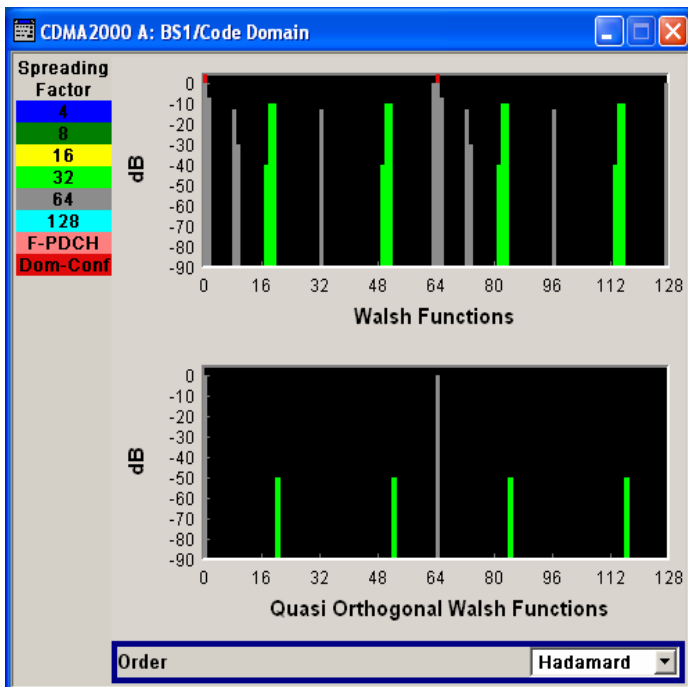 CDMA2000 A: BS1/Code Domain
Spreading
Factor
4
8
16
32
64
128
F-PDCH
Dom-Conf
dB
0
-10
-20
-30
-40
-50
-60
-70
-80
-90
0 16 32 48 64 80 96 112 128
Walsh Functions
dB
0
-10
-20
-30
-40
-50
-60
-70
-80
-90
0 16 32 48 64 80 96 112 128
Quasi Orthogonal Walsh Functions
Order Hadamard